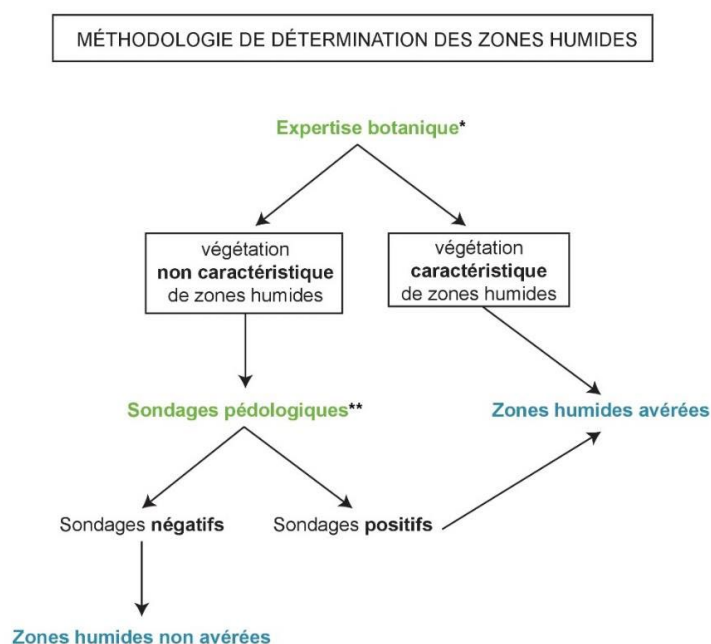 MÉTHODOLOGIE DE DÉTERMINATION DES ZONES HUMIDES
Expertise botanique*
végétation
non caractéristique
de zones humides
végétation
caractéristique
de zones humides
Sondages pédologiques**
Zones humides avérées
Sondages négatifs
Sondages positifs
Zones humides non avérées